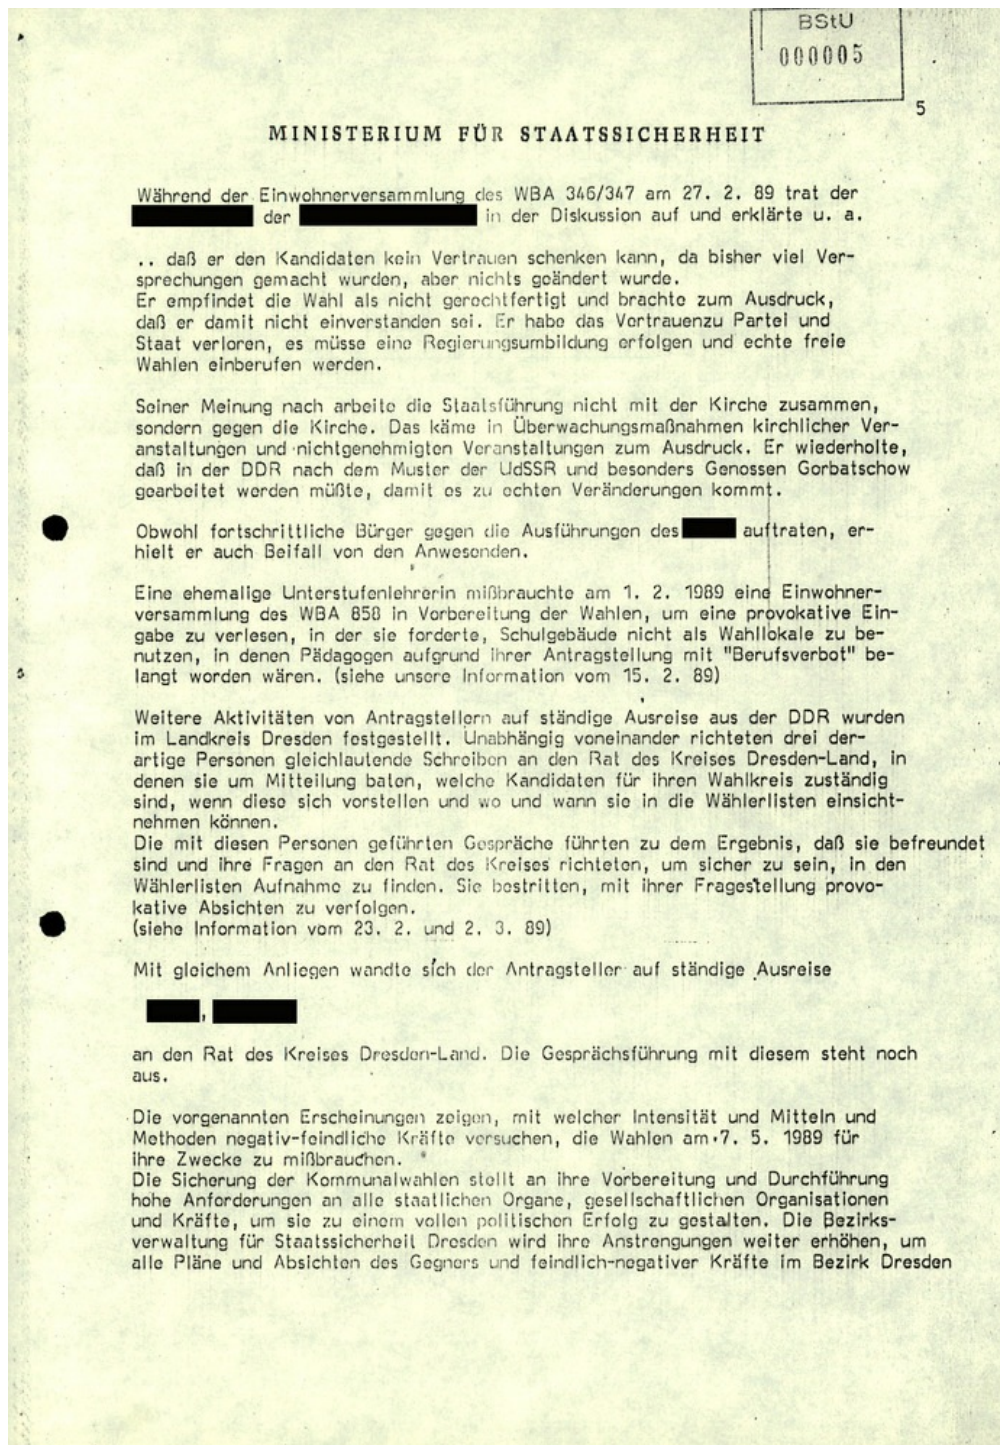 BStU
000005
5
MINISTERIUM FÜR STAATSSICHERHEIT
Während der Einwohnerversammlung des WBA 346/347 am 27. 2. 89 trat der
der in der Diskussion auf und erklärte u. a.
.. daß er den Kandidaten kein Vertrauen schenken kann, da bisher viel Ver-
sprechungen gemacht wurden, aber nichts geändert wurde.
Er empfindet die Wahl als nicht gerechtfertigt und brachte zum Ausdruck,
daß er damit nicht einverstanden sei. Er habe das Vertrauenzu Partei und
Staat verloren, es müsse eine Regierungsumbildung erfolgen und echte freie
Wahlen einberufen werden.
Seiner Meinung nach arbeite die Staatsführung nicht mit der Kirche zusammen,
sondern gegen die Kirche. Das käme in Überwachungsmaßnahmen kirchlicher Ver-
anstaltungen und nichtgenehmigten Veranstaltungen zum Ausdruck. Er wiederholte,
daß in der DDR nach dem Muster der UdSSR und besonders Genossen Gorbatschow
gearbeitet werden müßte, damit es zu echten Veränderungen kommt.
Obwohl fortschrittliche Bürger gegen die Ausführungen des auftraten, er-
hielt er auch Beifall von den Anwesenden.
Eine ehemalige Unterstufenlehrerin mißbrauchte am 1. 2. 1989 eine Einwohner-
versammlung des WBA 858 in Vorbereitung der Wahlen, um eine provokative Ein-
gabe zu verlesen, in der sie forderte, Schulgebäude nicht als Wahllokale zu be-
nutzen, in denen Pädagogen aufgrund ihrer Antragstellung mit "Berufsverbot" be-
langt worden wären. (siehe unsere Information vom 15. 2. 89)
Weitere Aktivitäten von Antragstellern auf ständige Ausreise aus der DDR wurden
im Landkreis Dresden festgestellt. Unabhängig voneinander richteten drei der-
artige Personen gleichlautende Schreiben an den Rat des Kreises Dresden-Land, in
denen sie um Mitteilung baten, welche Kandidaten für ihren Wahlkreis zuständig
sind, wenn diese sich vorstellen und wo und wann sie in die Wählerlisten einsicht-
nehmen können.
Die mit diesen Personen geführten Gespräche führten zu dem Ergebnis, daß sie befreundet
sind und ihre Fragen an den Rat des Kreises richteten, um sicher zu sein, in den
Wählerlisten Aufnahme zu finden. Sie bestritten, mit ihrer Fragestellung provo-
kative Absichten zu verfolgen.
(siehe Information vom 23. 2. und 2. 3. 89)
Mit gleichem Anliegen wandte sich der Antragsteller auf ständige Ausreise
,
an den Rat des Kreises Dresden-Land. Die Gesprächsführung mit diesem steht noch
aus.
Die vorgenannten Erscheinungen zeigen, mit welcher Intensität und Mitteln und
Methoden negativ-feindliche Kräfte versuchen, die Wahlen am 7. 5. 1989 für
ihre Zwecke zu mißbrauchen.
Die Sicherung der Kommunalwahlen stellt an ihre Vorbereitung und Durchführung
hohe Anforderungen an alle staatlichen Organe, gesellschaftlichen Organisationen
und Kräfte, um sie zu einem vollen politischen Erfolg zu gestalten. Die Bezirks-
verwaltung für Staatssicherheit Dresden wird ihre Anstrengungen weiter erhöhen, um
alle Pläne und Absichten des Gegners und feindlich-negativer Kräfte im Bezirk Dresden